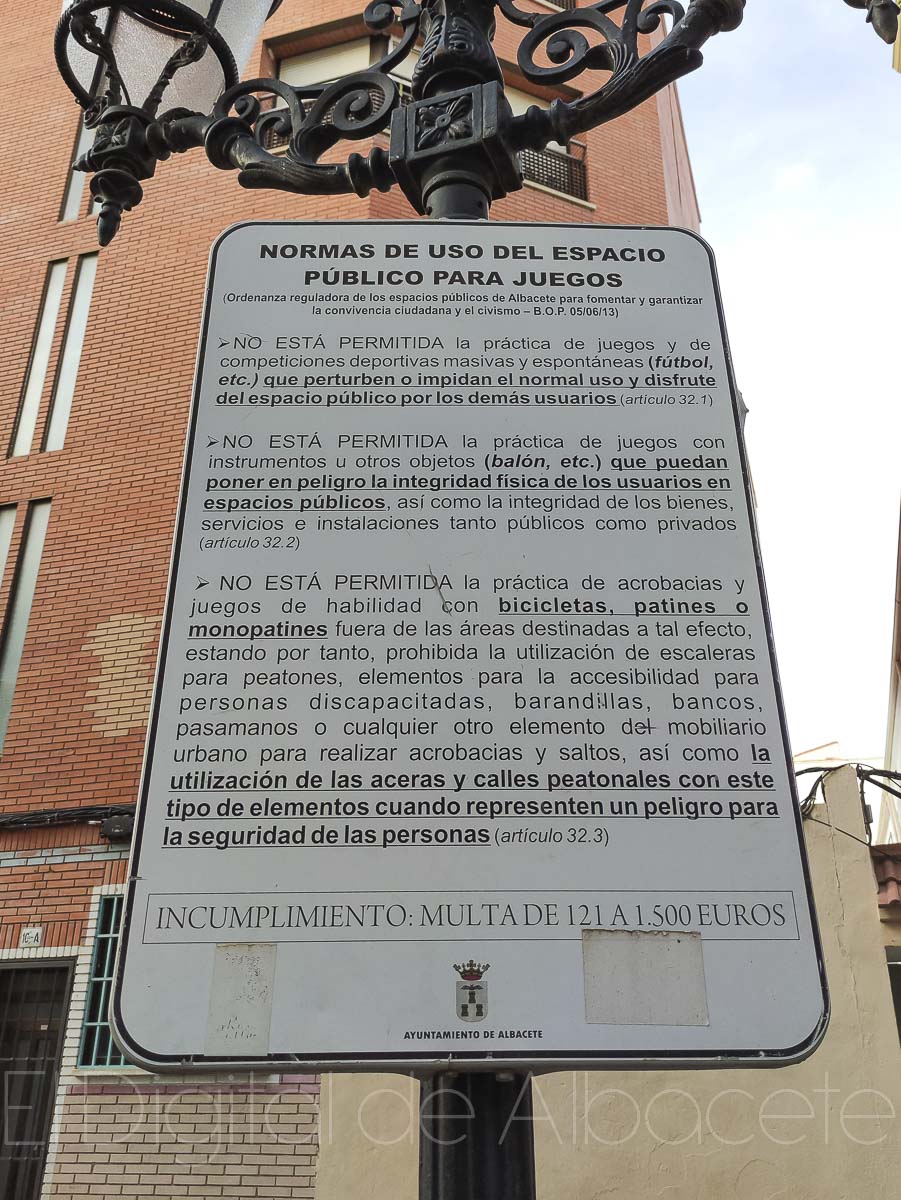 NORMAS DE USO DEL ESPACIO
PÚBLICO PARA JUEGOS
(Ordenanza reguladora de los espacios públicos de Albacete para fomentar y garantizar
la convivencia ciudadana y el civismo – B.O.P. 05/06/13)
➢NO ESTÁ PERMITIDA la práctica de juegos y de
competiciones deportivas masivas y espontáneas (fútbol,
etc.) que perturben o impidan el normal uso y disfrute
del espacio público por los demás usuarios (artículo 32.1)
➢NO ESTÁ PERMITIDA la práctica de juegos con
instrumentos u otros objetos (balón, etc.) que puedan
poner en peligro la integridad física de los usuarios en
espacios públicos, así como la integridad de los bienes,
servicios e instalaciones tanto públicos como privados
(artículo 32.2)
➢ NO ESTÁ PERMITIDA la práctica de acrobacias y
juegos de habilidad con bicicletas, patines o
monopatines fuera de las áreas destinadas a tal efecto,
estando por tanto, prohibida la utilización de escaleras
para peatones, elementos para la accesibilidad para
personas discapacitadas, barandillas, bancos,
pasamanos o cualquier otro elemento del mobiliario
urbano para realizar acrobacias y saltos, así como la
utilización de las aceras y calles peatonales con este
tipo de elementos cuando representen un peligro para
la seguridad de las personas (artículo 32.3)
INCUMPLIMIENTO: MULTA DE 121 A 1.500 EUROS
AYUNTAMIENTO DE ALBACETE
El Digital de Albacete